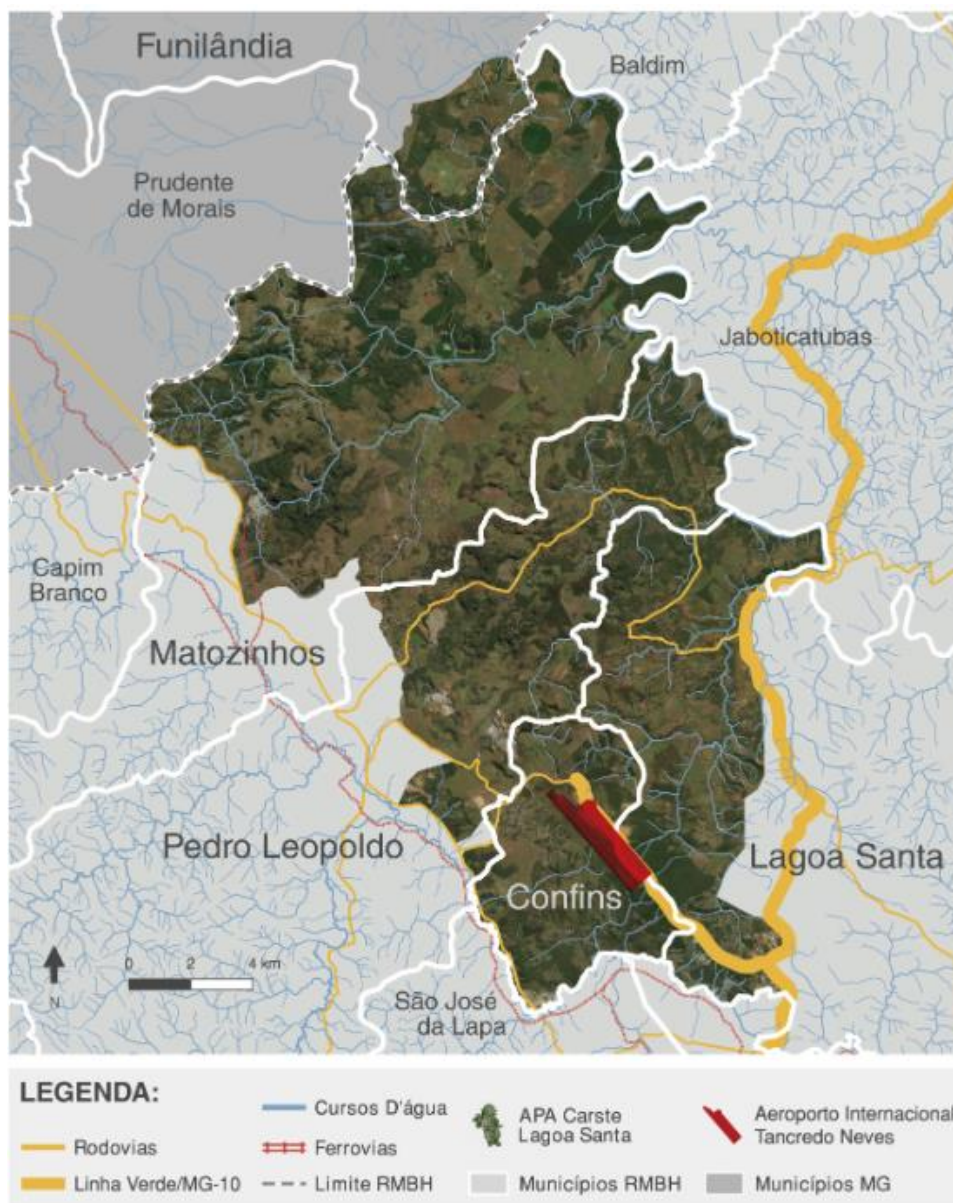 Funilândia
Baldim
Prudente
de Morais
Jaboticatubas
Capim
Branco
Matozinhos
Pedro Leopoldo
Lagoa Santa
Confins
0 2 4 km
N
São José
da Lapa
LEGENDA:
Rodovias
Linha Verde/MG-10
Cursos D'água
Ferrovias
Limite RMBH
APA Carste
Lagoa Santa
Municípios RMBH
Aeroporto Internacional
Tancredo Neves
Municípios MG